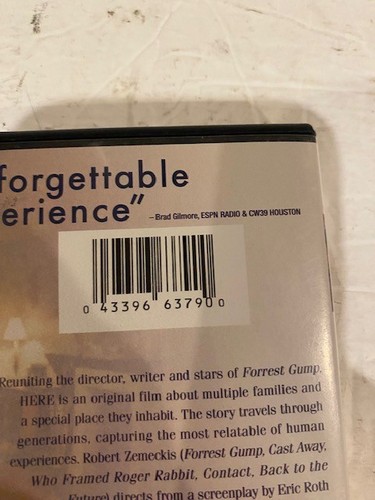 forgettable
erience”
– Brad Gilmore, ESPN RADIO & CW39 HOUSTON
0 43396 63790 0
Reuniting the director, writer and stars of Forrest Gump,
HERE is an original film about multiple families and
a special place they inhabit. The story travels through
generations, capturing the most relatable of human
experiences. Robert Zemeckis (Forrest Gump, Cast Away,
Who Framed Roger Rabbit, Contact, Back to the
Future) directs from a screenplay by Eric Roth